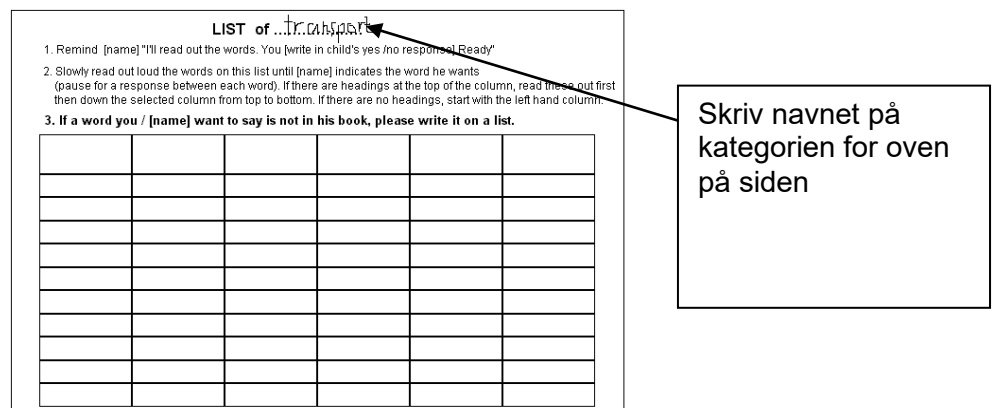 LIST of ...transport
1. Remind [name] "I'll read out the words. You [write in child's yes /no response] Ready"
2. Slowly read out loud the words on this list until [name] indicates the word he wants
(pause for a response between each word). If there are headings at the top of the column, read these out first
then down the selected column from top to bottom. If there are no headings, start with the left hand column.
3. If a word you / [name] want to say is not in his book, please write it on a list.
Skriv navnet på
kategorien for oven
på siden